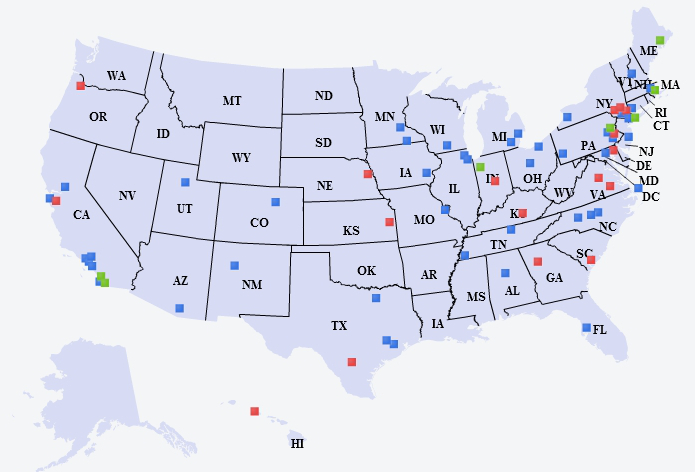 ME
WA
VT
NH
MA
MT
ND
NY
RI
OR
MN
CT
ID
WI
MI
SD
PA
NJ
WY
DE
IA
IN
OH
MD
NE
IL
WV
VA
DC
NV
UT
CA
CO
KS
MO
KY
NC
TN
OK
SC
AZ
NM
AR
MS
AL
GA
TX
IA
FL
HI